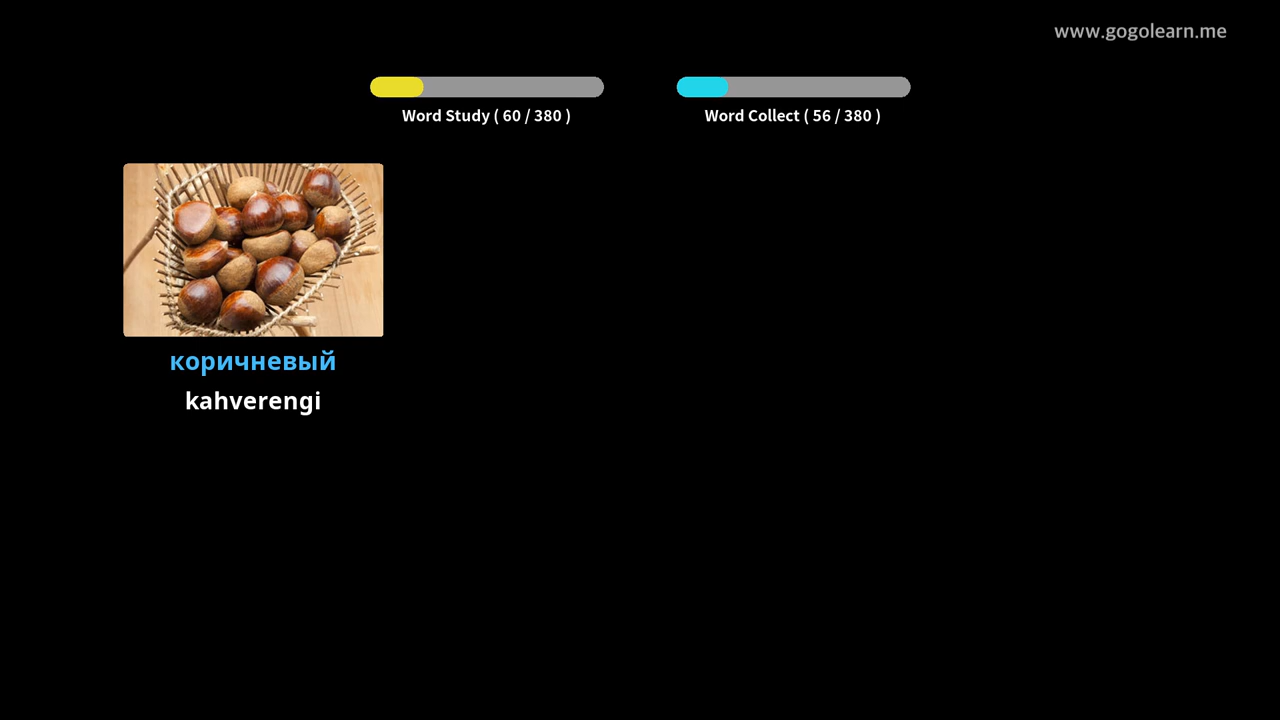 www.gogolearn.me
Word Study ( 60 / 380 )
Word Collect ( 56 / 380 )
коричневый
kahverengi